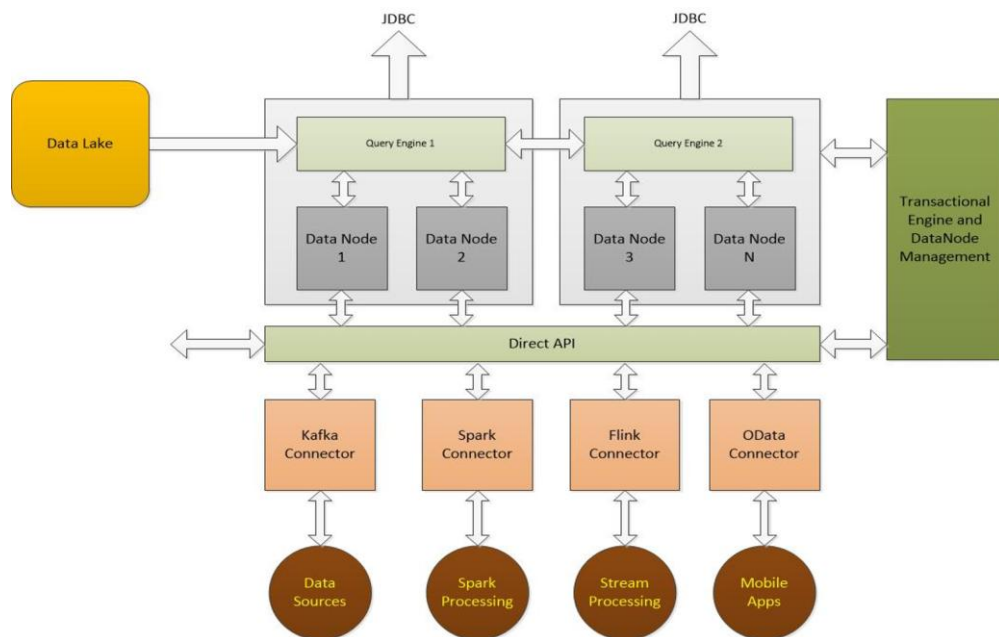 JDBC
JDBC
Data Lake
Query Engine 1
Query Engine 2
Transactional
Engine and
DataNode
Management
Data Node
1
Data Node
2
Data Node
3
Data Node
N
Direct API
Kafka
Connector
Spark
Connector
Flink
Connector
OData
Connector
Data
Sources
Spark
Processing
Stream
Processing
Mobile
Apps